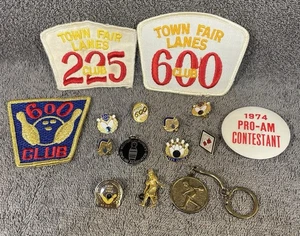 TOWN FAIR
LANES
225
CLUB
TOWN FAIR
LANES
600
CLUB
600
CLUB
1974
PRO-AM
CONTESTANT